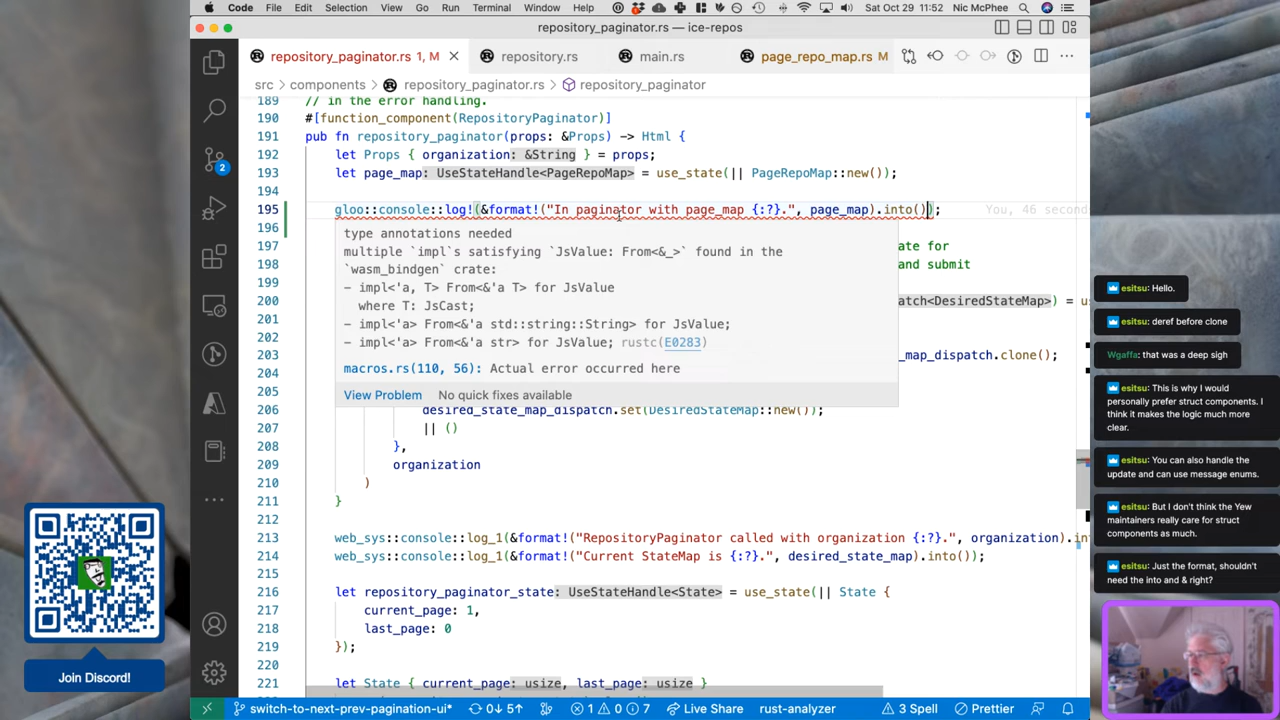 Code File Edit Selection View Go Run Terminal Window Help Sat Oct 29 11:52 Nic McPhee
repository_paginator.rs — ice-repos
repository_paginator.rs 1, M repository.rs main.rs page_repo_map.rs M
src components repository_paginator.rs repository_paginator
189 // in the error handling.
190 #[function_component(RepositoryPaginator)]
191 pub fn repository_paginator(props: &Props) -> Html {
192 let Props { organization: &String } = props;
193 let page_map: UseStateHandle<PageRepoMap> = use_state(|| PageRepoMap::new());
194
195 gloo::console::log!(&format!("In paginator with page_map {:?}.", page_map).into()); You, 46 second
196
type annotations needed
197 ate for
multiple `impl`s satisfying `JsValue: From<&_>` found in the
198 and submit
`wasm_bindgen` crate:
199
- impl<'a, T> From<&'a T> for JsValue
200 atch<DesiredStateMap>) = us
where T: JsCast;
201
- impl<'a> From<&'a std::string::String> for JsValue;
202
- impl<'a> From<&'a str> for JsValue; rustc(E0283)
203 _map_dispatch.clone();
macros.rs(110, 56): Actual error occurred here
204
View Problem No quick fixes available
205
206 desired_state_map_dispatch.set(DesiredStateMap::new());
207 || ()
208 },
209 organization
210 )
211 }
212
213 web_sys::console::log_1(&format!("RepositoryPaginator called with organization {:?}.", organization).in
214 web_sys::console::log_1(&format!("Current StateMap is {:?}.", desired_state_map).into());
215
216 let repository_paginator_state: UseStateHandle<State> = use_state(|| State {
217 current_page: 1,
218 last_page: 0
219 });
220
221 let State { current_page: usize, last_page: usize }
2
switch-to-next-prev-pagination-ui* 0↓ 5↑ 1 0 7 Live Share rust-analyzer 3 Spell Prettier
Join Discord!
esitsu: Hello.
esitsu: deref before clone
Wgaffa: that was a deep sigh
esitsu: This is why I would
personally prefer struct components. I
think it makes the logic much more
clear.
esitsu: You can also handle the
update and can use message enums.
esitsu: But I don't think the Yew
maintainers really care for struct
components as much.
esitsu: Just the format, shouldn't
need the into and & right?